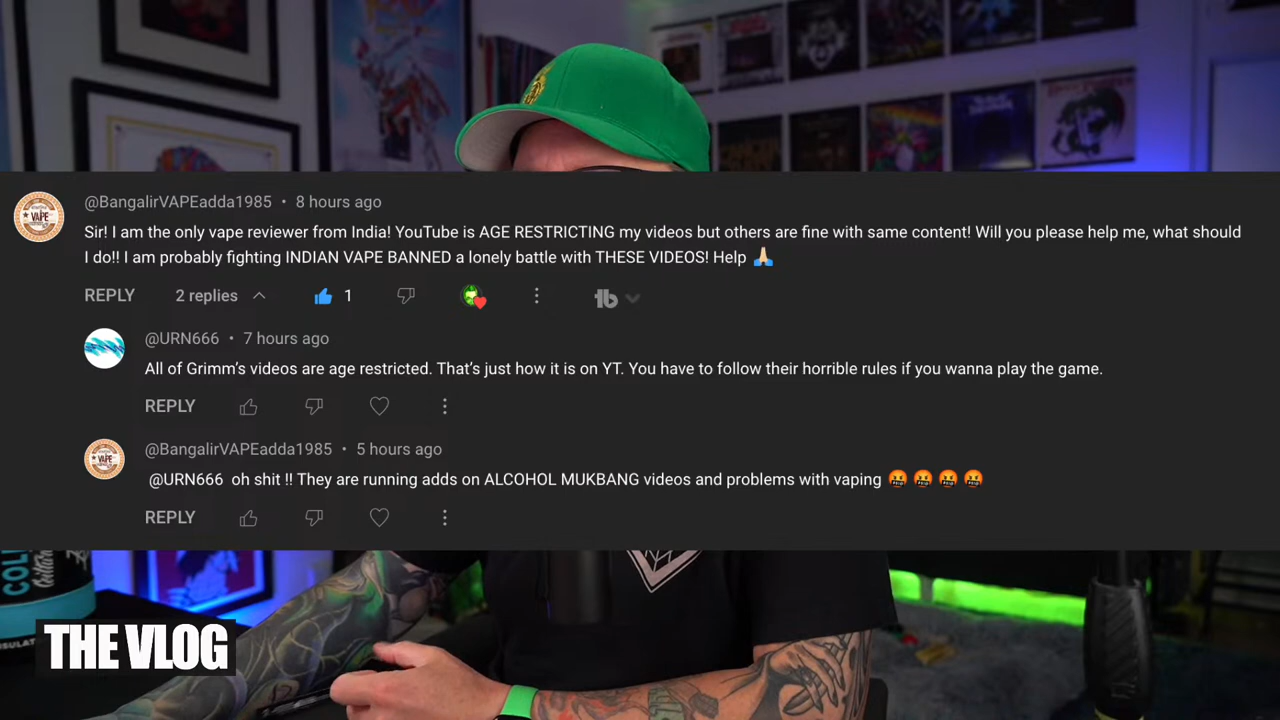 @BangalirVAPEadda1985 • 8 hours ago
Sir! I am the only vape reviewer from India! YouTube is AGE RESTRICTING my videos but others are fine with same content! Will you please help me, what should
I do!! I am probably fighting INDIAN VAPE BANNED a lonely battle with THESE VIDEOS! Help 🙏🏼
REPLY 2 replies 1
@URN666 • 7 hours ago
All of Grimm’s videos are age restricted. That’s just how it is on YT. You have to follow their horrible rules if you wanna play the game.
REPLY
@BangalirVAPEadda1985 • 5 hours ago
@URN666 oh shit !! They are running adds on ALCOHOL MUKBANG videos and problems with vaping 🤬 🤬 🤬 🤬
REPLY
VAPE
COL
THE VLOG